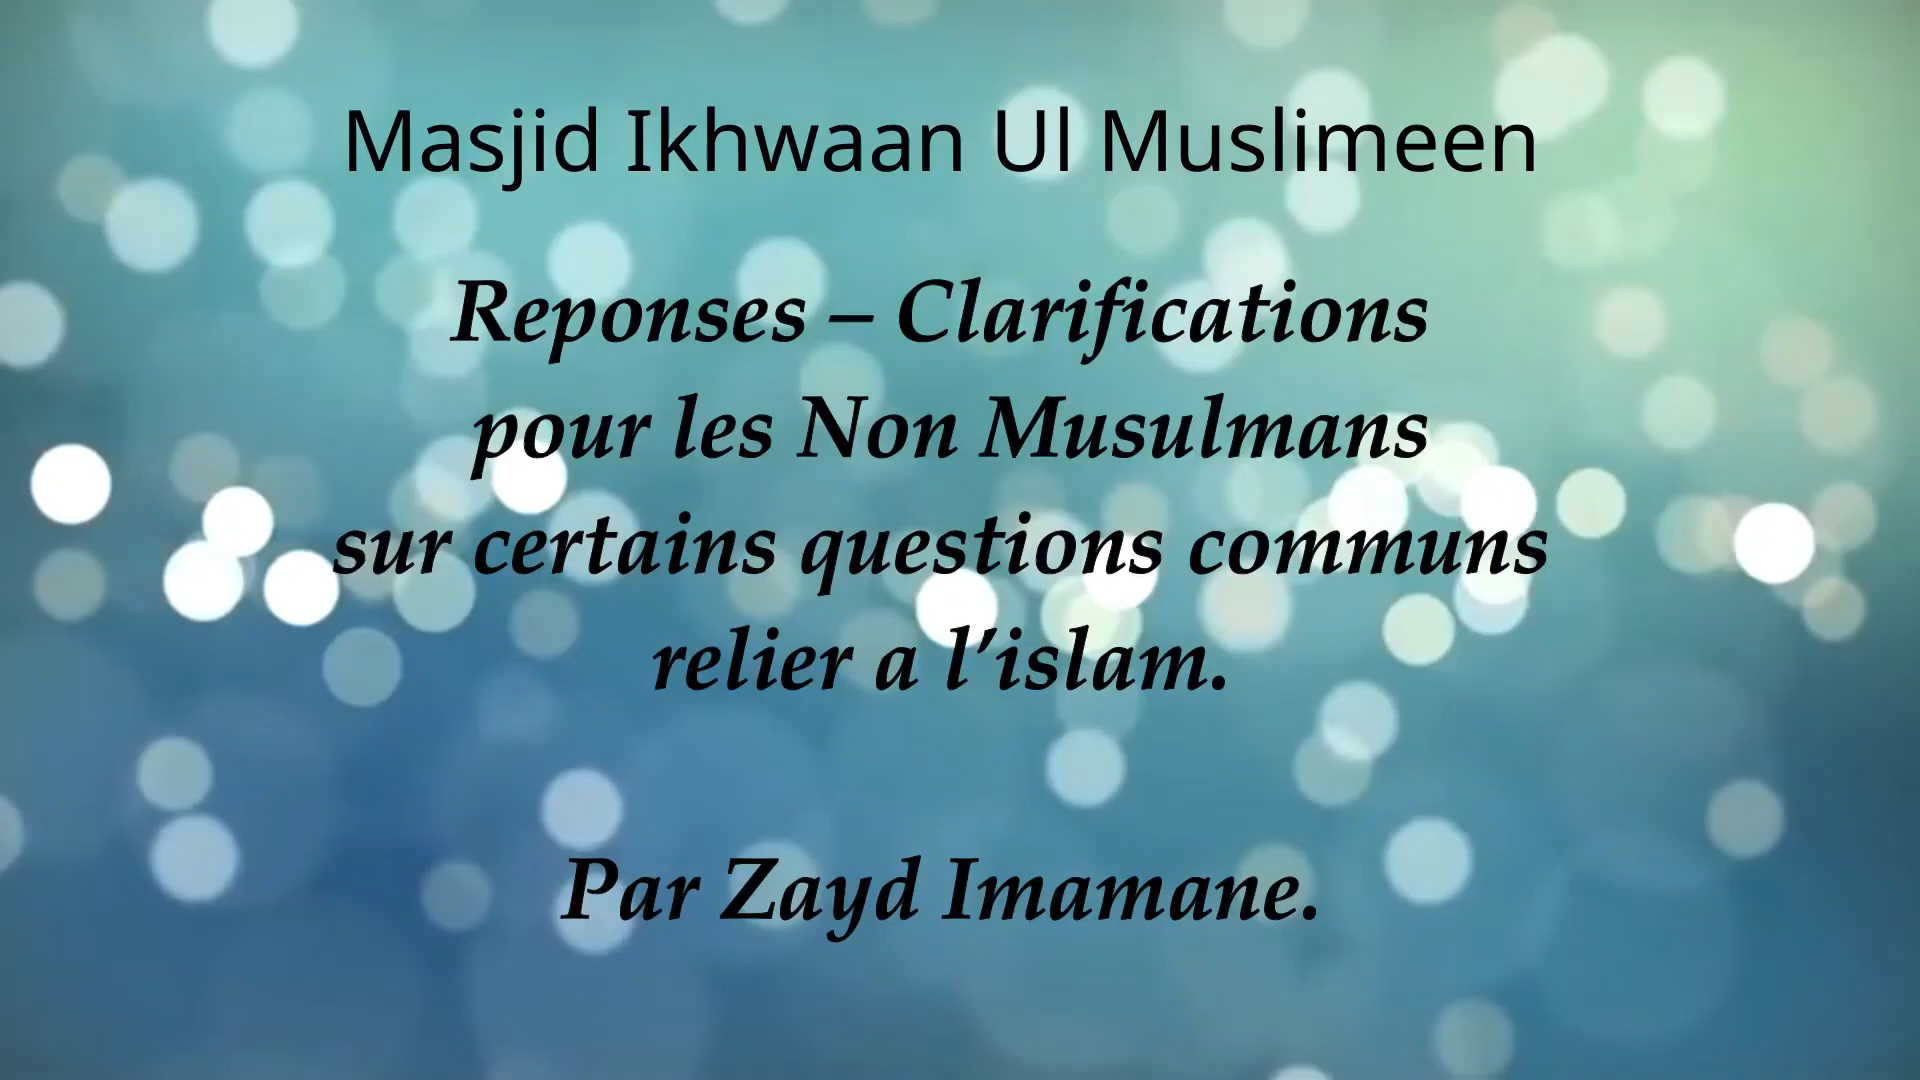 Masjid Ikhwaan Ul Muslimeen
Reponses – Clarifications
pour les Non Musulmans
sur certains questions communs
relier a l’islam.
Par Zayd Imamane.